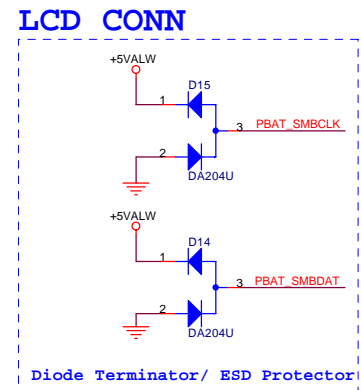 LCD CONN
+5VALW
D15
1
3 PBAT_SMBCLK
2
DA204U
+5VALW
D14
1
3 PBAT_SMBDAT
2
DA204U
Diode Terminator/ ESD Protector